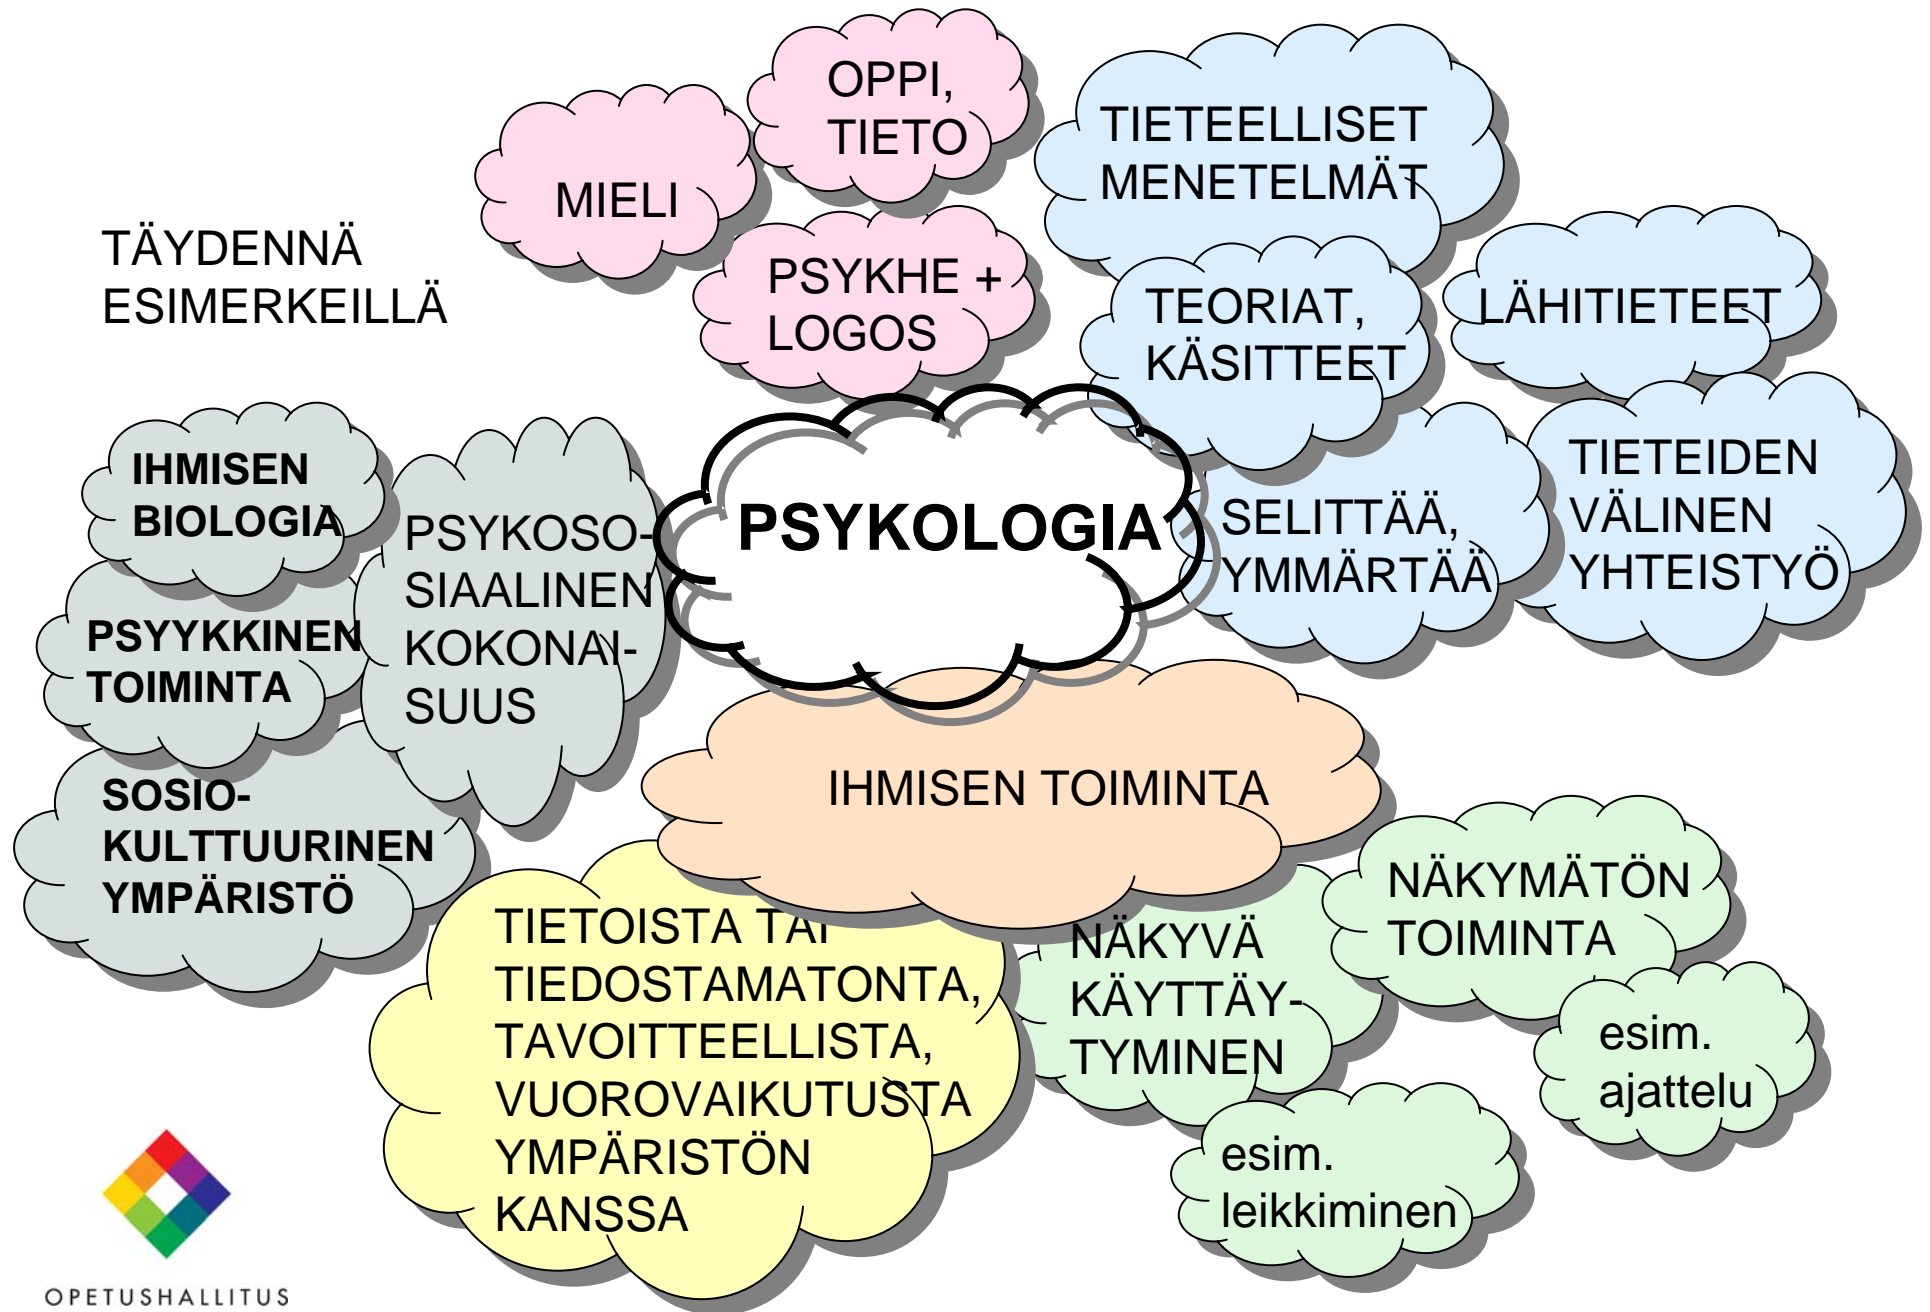 OPPI,
TIETO
MIELI
PSYKHE +
LOGOS
TIETEELLISET
MENETELMÄT
TEORIAT,
KÄSITTEET
LÄHITIETEET
TÄYDENNÄ
ESIMERKEILLÄ
IHMISEN
BIOLOGIA
PSYKOSO-
SIAALINEN
KOKONAI-
SUUS
PSYKOLOGIA
SELITTÄÄ,
YMMÄRTÄÄ
TIETEIDEN
VÄLINEN
YHTEISTYÖ
PSYYKKINEN
TOIMINTA
SOSIO-
KULTTUURINEN
YMPÄRISTÖ
IHMISEN TOIMINTA
TIETOISTA TAI
TIEDOSTAMATONTA,
TAVOITTEELLISTA,
VUOROVAIKUTUSTA
YMPÄRISTÖN
KANSSA
NÄKYVÄ
KÄYTTÄY-
TYMINEN
NÄKYMÄTÖN
TOIMINTA
esim.
ajattelu
esim.
leikkiminen
OPETUSHALLITUS